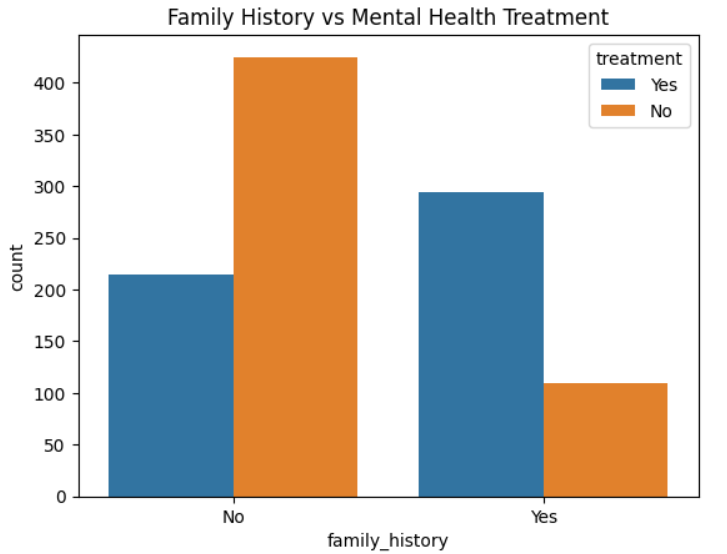 Family History vs Mental Health Treatment
treatment
Yes
No
count
400
350
300
250
200
150
100
50
0
No
Yes
family_history